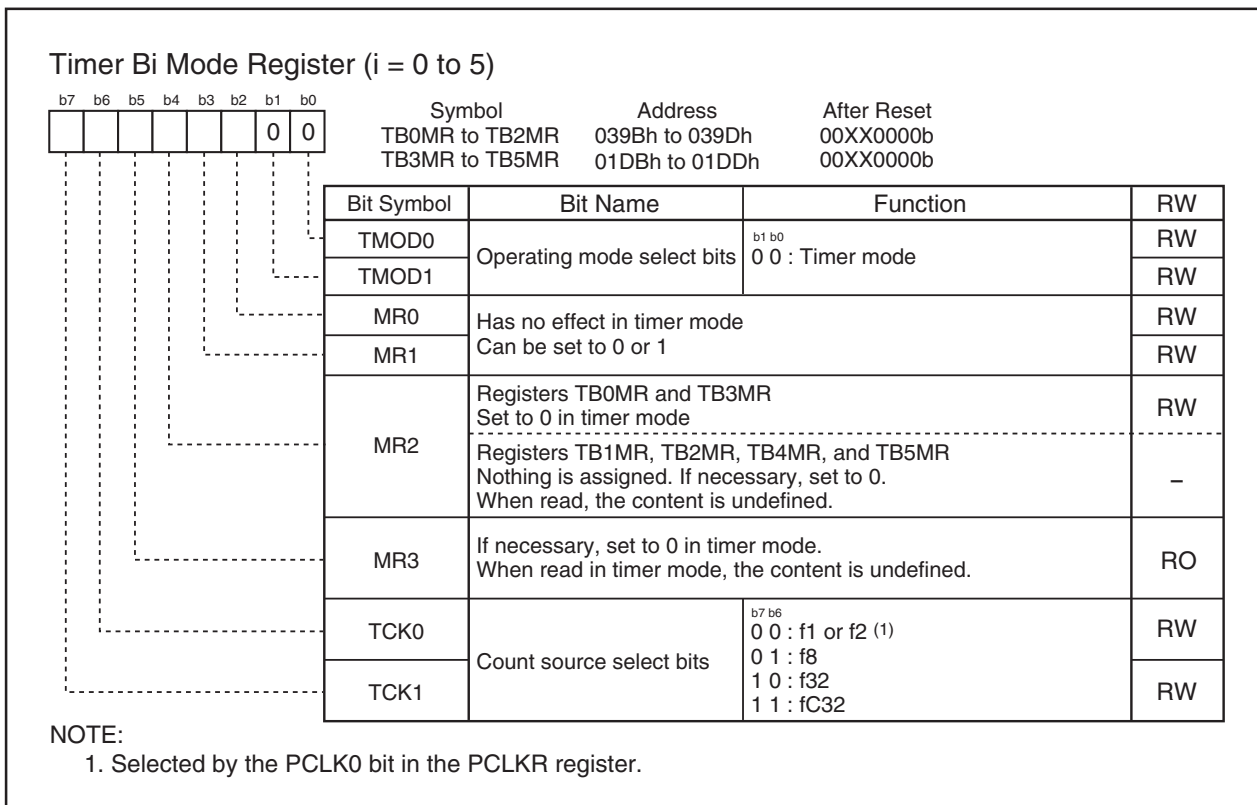 Timer Bi Mode Register (i = 0 to 5)
b7 b6 b5 b4 b3 b2 b1 b0
0 0
Symbol Address After Reset
TB0MR to TB2MR 039Bh to 039Dh 00XX0000b
TB3MR to TB5MR 01DBh to 01DDh 00XX0000b
Bit Symbol Bit Name Function RW
TMOD0 Operating mode select bits b1 b0 RW
0 0 : Timer mode
TMOD1 RW
MR0 Has no effect in timer mode RW
MR1 Can be set to 0 or 1 RW
MR2 Registers TB0MR and TB3MR RW
Set to 0 in timer mode
Registers TB1MR, TB2MR, TB4MR, and TB5MR
Nothing is assigned. If necessary, set to 0. –
When read, the content is undefined.
MR3 If necessary, set to 0 in timer mode. RO
When read in timer mode, the content is undefined.
TCK0 Count source select bits b7 b6 RW
0 0 : f1 or f2 (1)
0 1 : f8
TCK1 1 0 : f32 RW
1 1 : fC32
NOTE:
1. Selected by the PCLK0 bit in the PCLKR register.